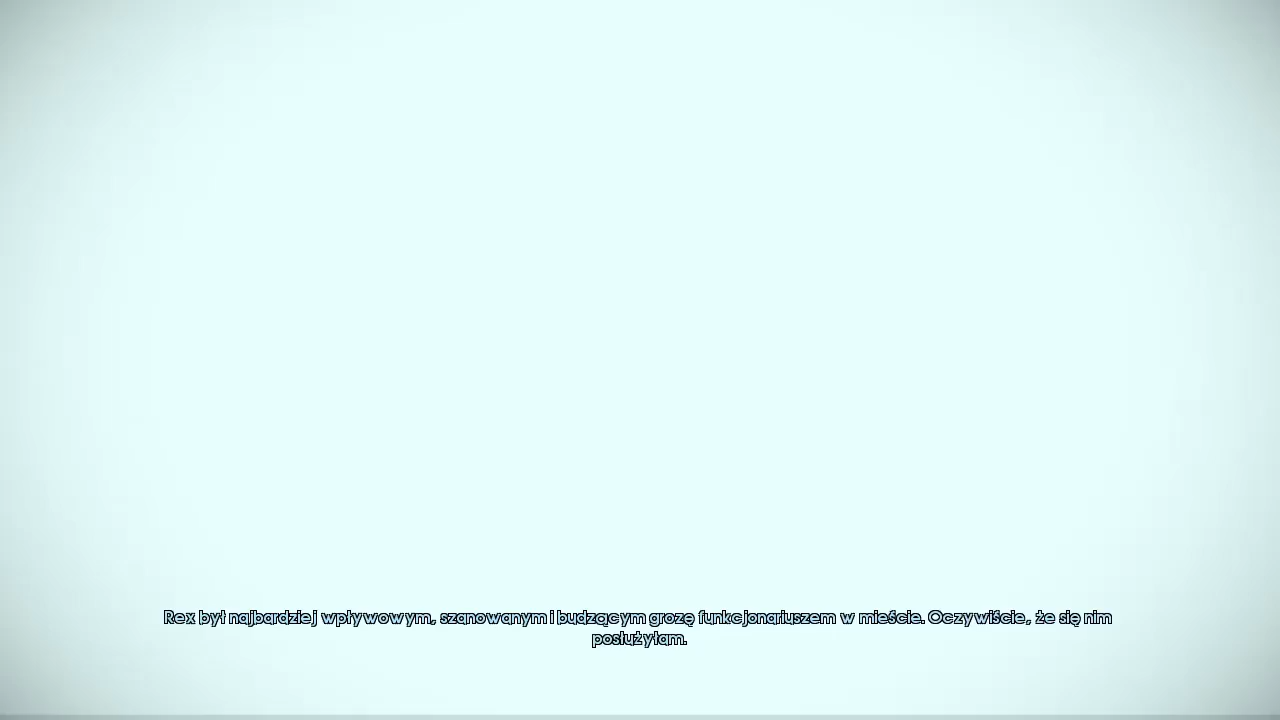 Rex był najbardziej wpływowym, szanowanym i budzącym grozę funkcjonariuszem w mieście. Oczywiście, że się nim
posłużyłam.